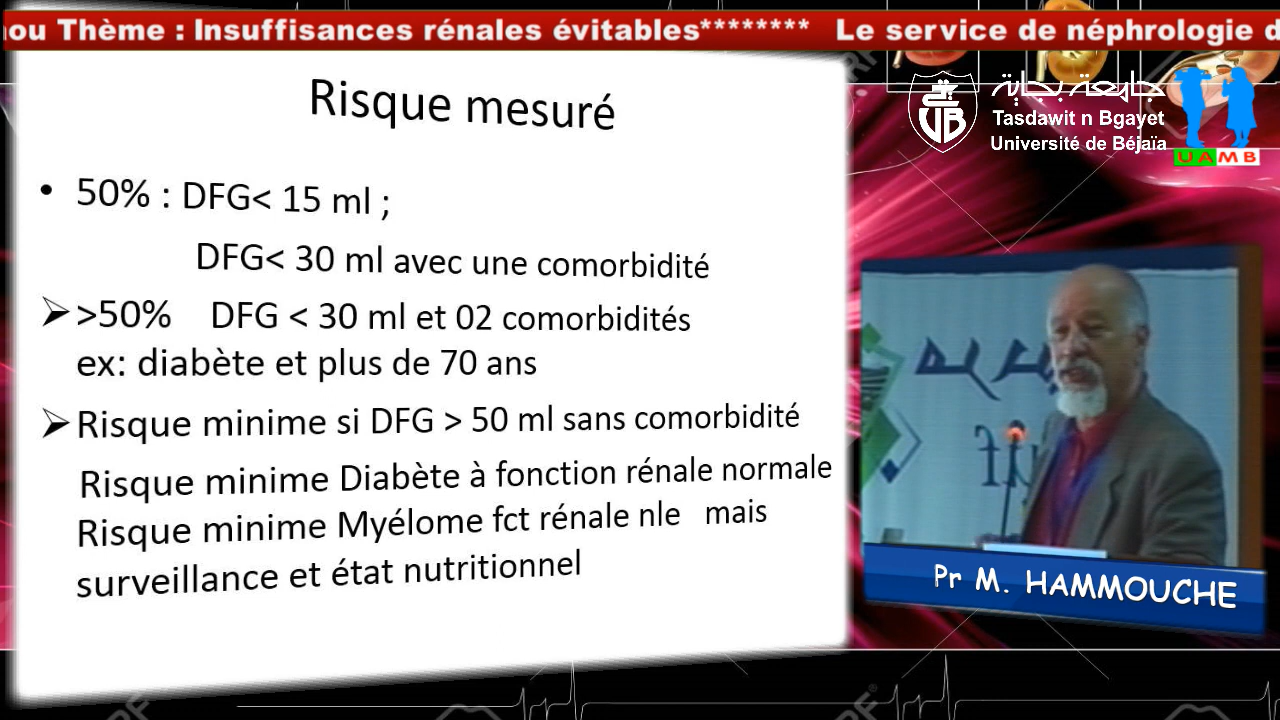 ou Thème : Insuffisances rénales évitables******** Le service de néphrologie d
Risque mesuré
• 50% : DFG< 15 ml ;
DFG< 30 ml avec une comorbidité
➢ >50% DFG < 30 ml et 02 comorbidités
ex: diabète et plus de 70 ans
➢ Risque minime si DFG > 50 ml sans comorbidité
Risque minime Diabète à fonction rénale normale
Risque minime Myélome fct rénale nle mais
surveillance et état nutritionnel
جامعة بجاية
Tasdawit n Bgayet
Université de Béjaïa
UAMB
Pr M. HAMMOUCHE